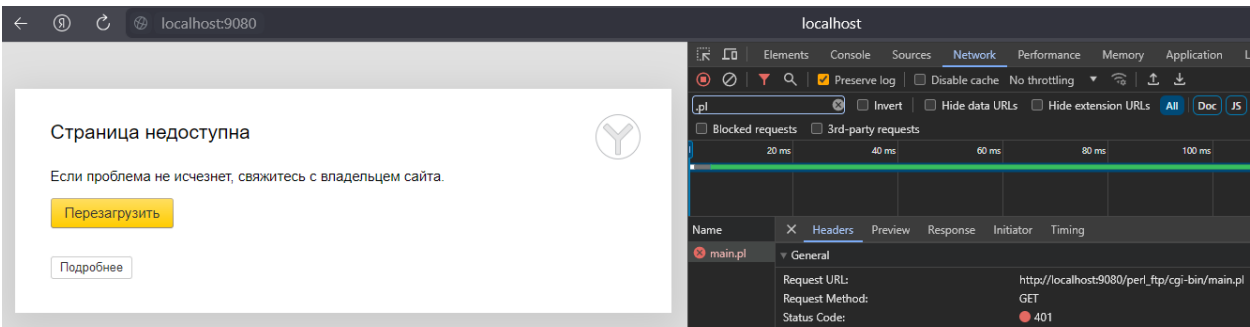 localhost:9080
localhost
Страница недоступна
Если проблема не исчезнет, свяжитесь с владельцем сайта.
Перезагрузить
Подробнее
Elements Console Sources Network Performance Memory Application
Preserve log Disable cache No throttling
.pl Invert Hide data URLs Hide extension URLs All Doc JS
Blocked requests 3rd-party requests
20 ms 40 ms 60 ms 80 ms 100 ms
Name Headers Preview Response Initiator Timing
main.pl General
Request URL: http://localhost:9080/perl_ftp/cgi-bin/main.pl
Request Method: GET
Status Code: 401